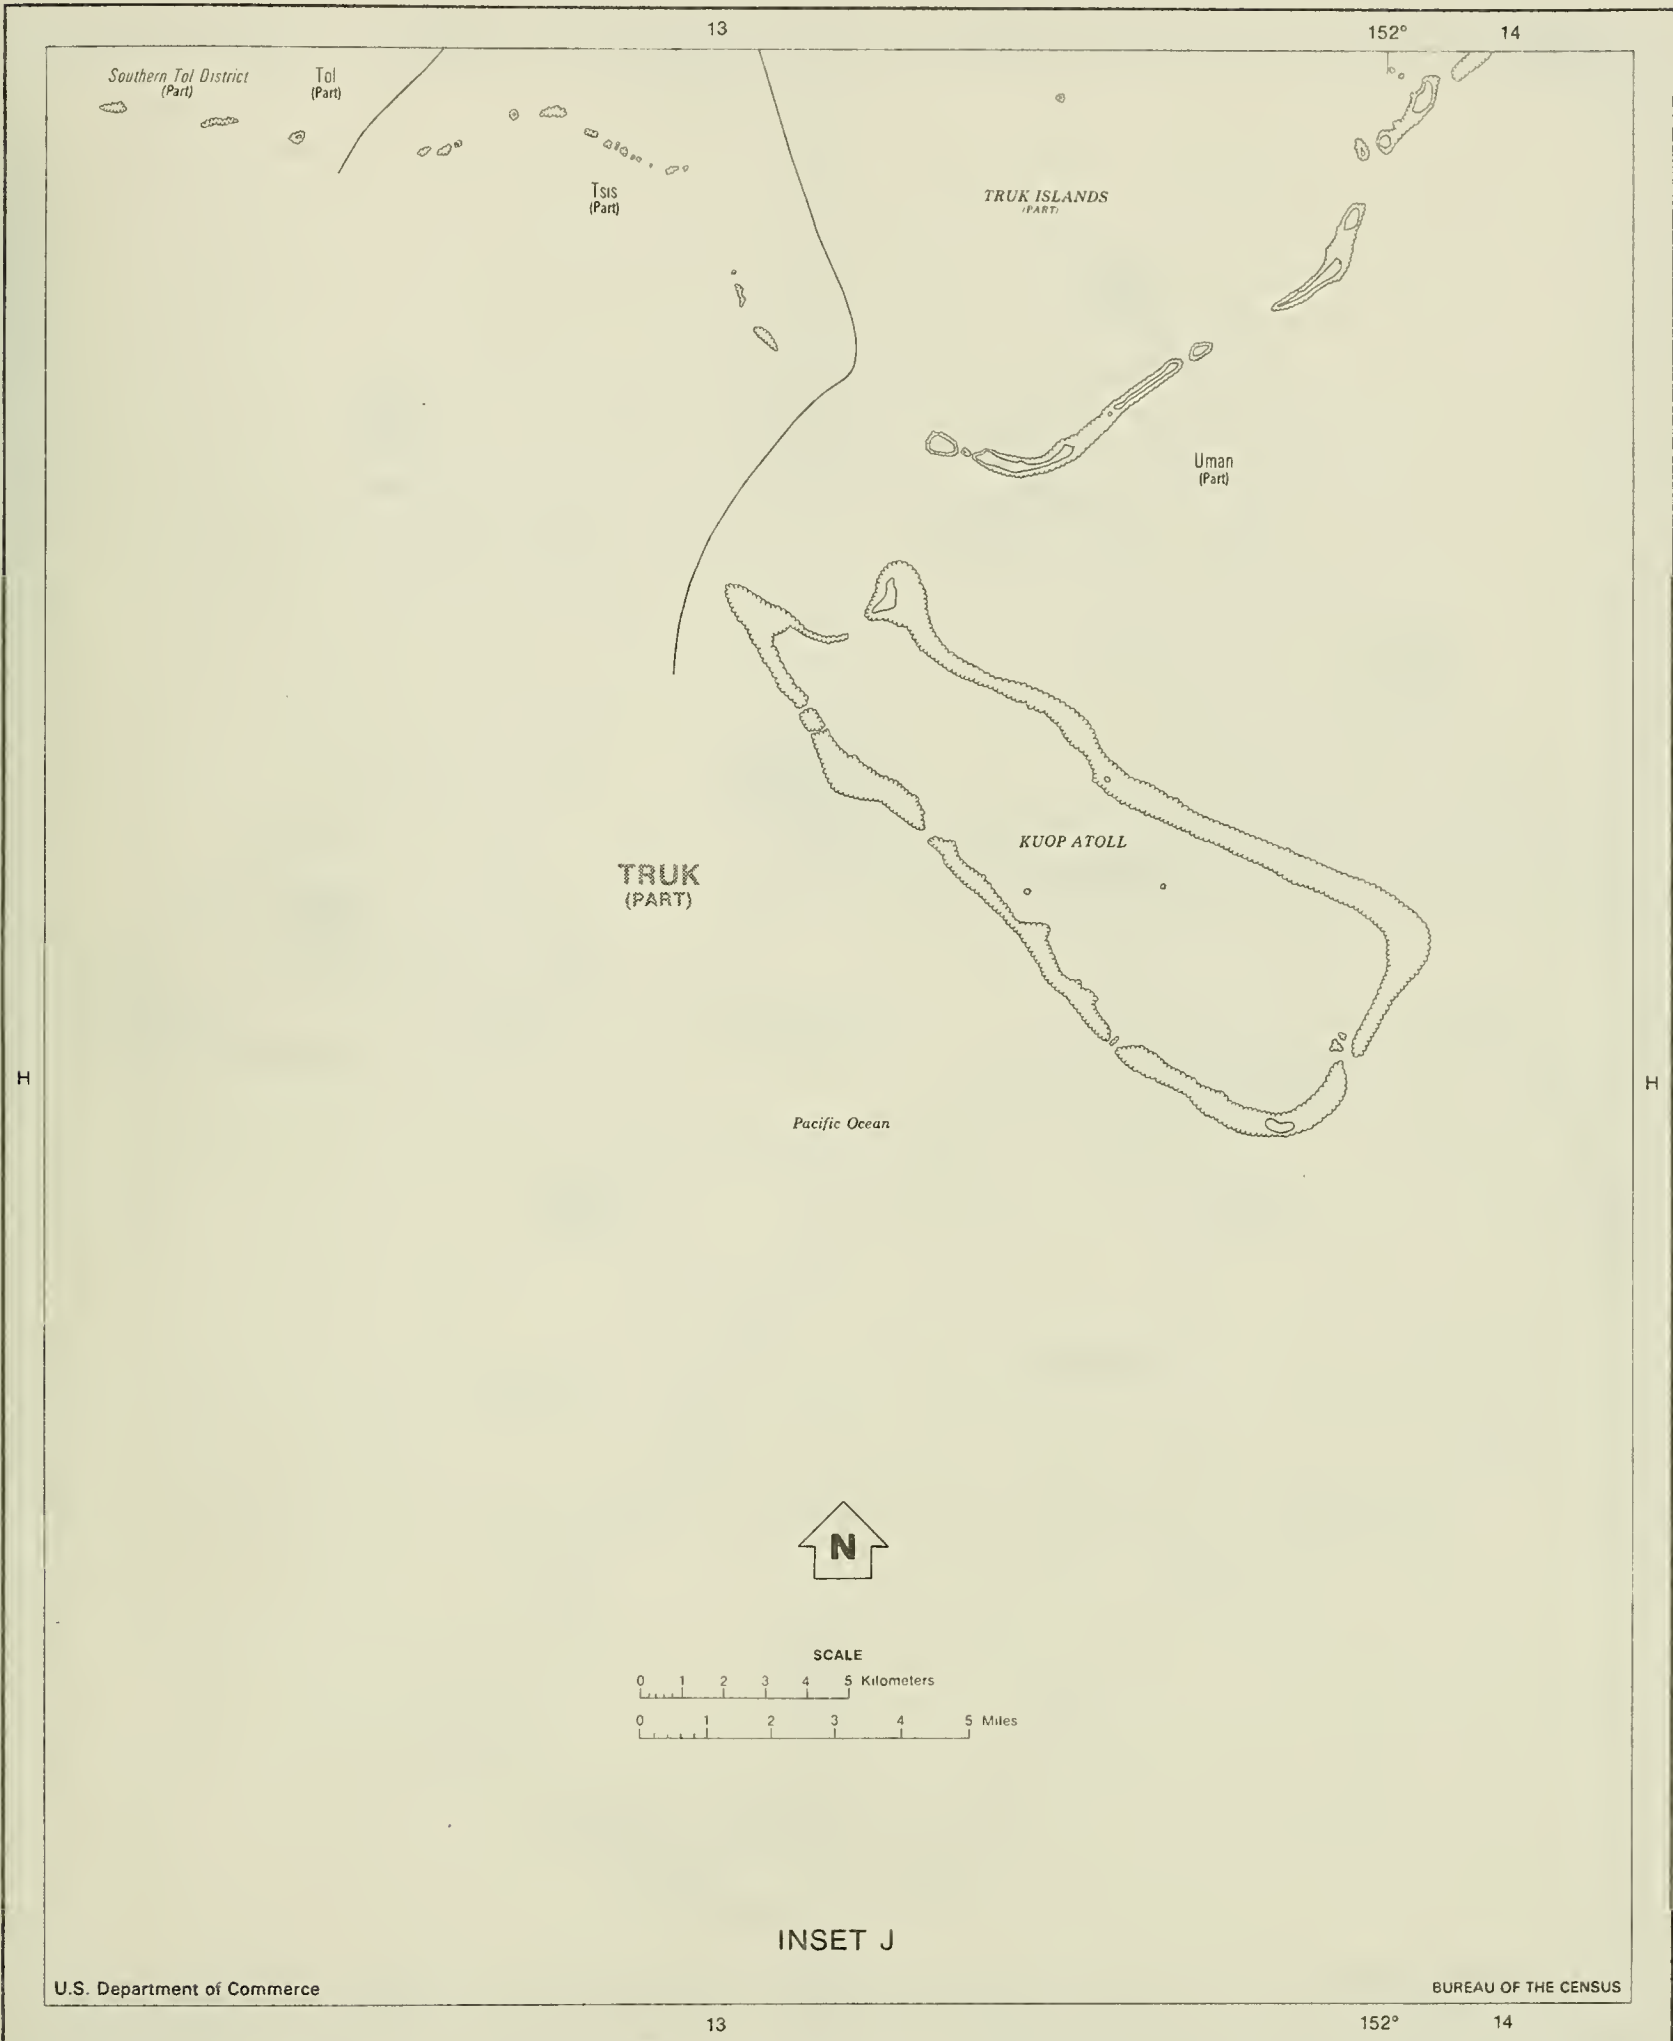 13 152° 14
Southern Tol District
(Part)
Tol
(Part)
Tsis
(Part)
TRUK ISLANDS
(PART)
Uman
(Part)
KUOP ATOLL
TRUK
(PART)
H H
Pacific Ocean
N
SCALE
0 1 2 3 4 5 Kilometers
0 1 2 3 4 5 Miles
INSET J
U.S. Department of Commerce
BUREAU OF THE CENSUS
13 152° 14